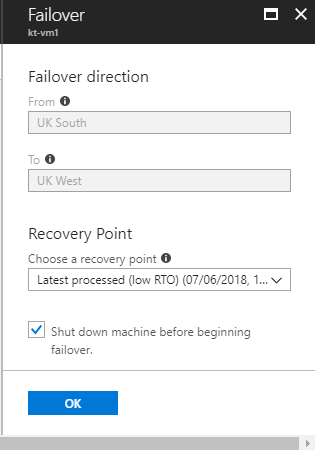 Failover
kt-vm1
Failover direction
From
UK South
To
UK West
Recovery Point
Choose a recovery point
Latest processed (low RTO) (07/06/2018, 1...
Shut down machine before beginning
failover.
OK